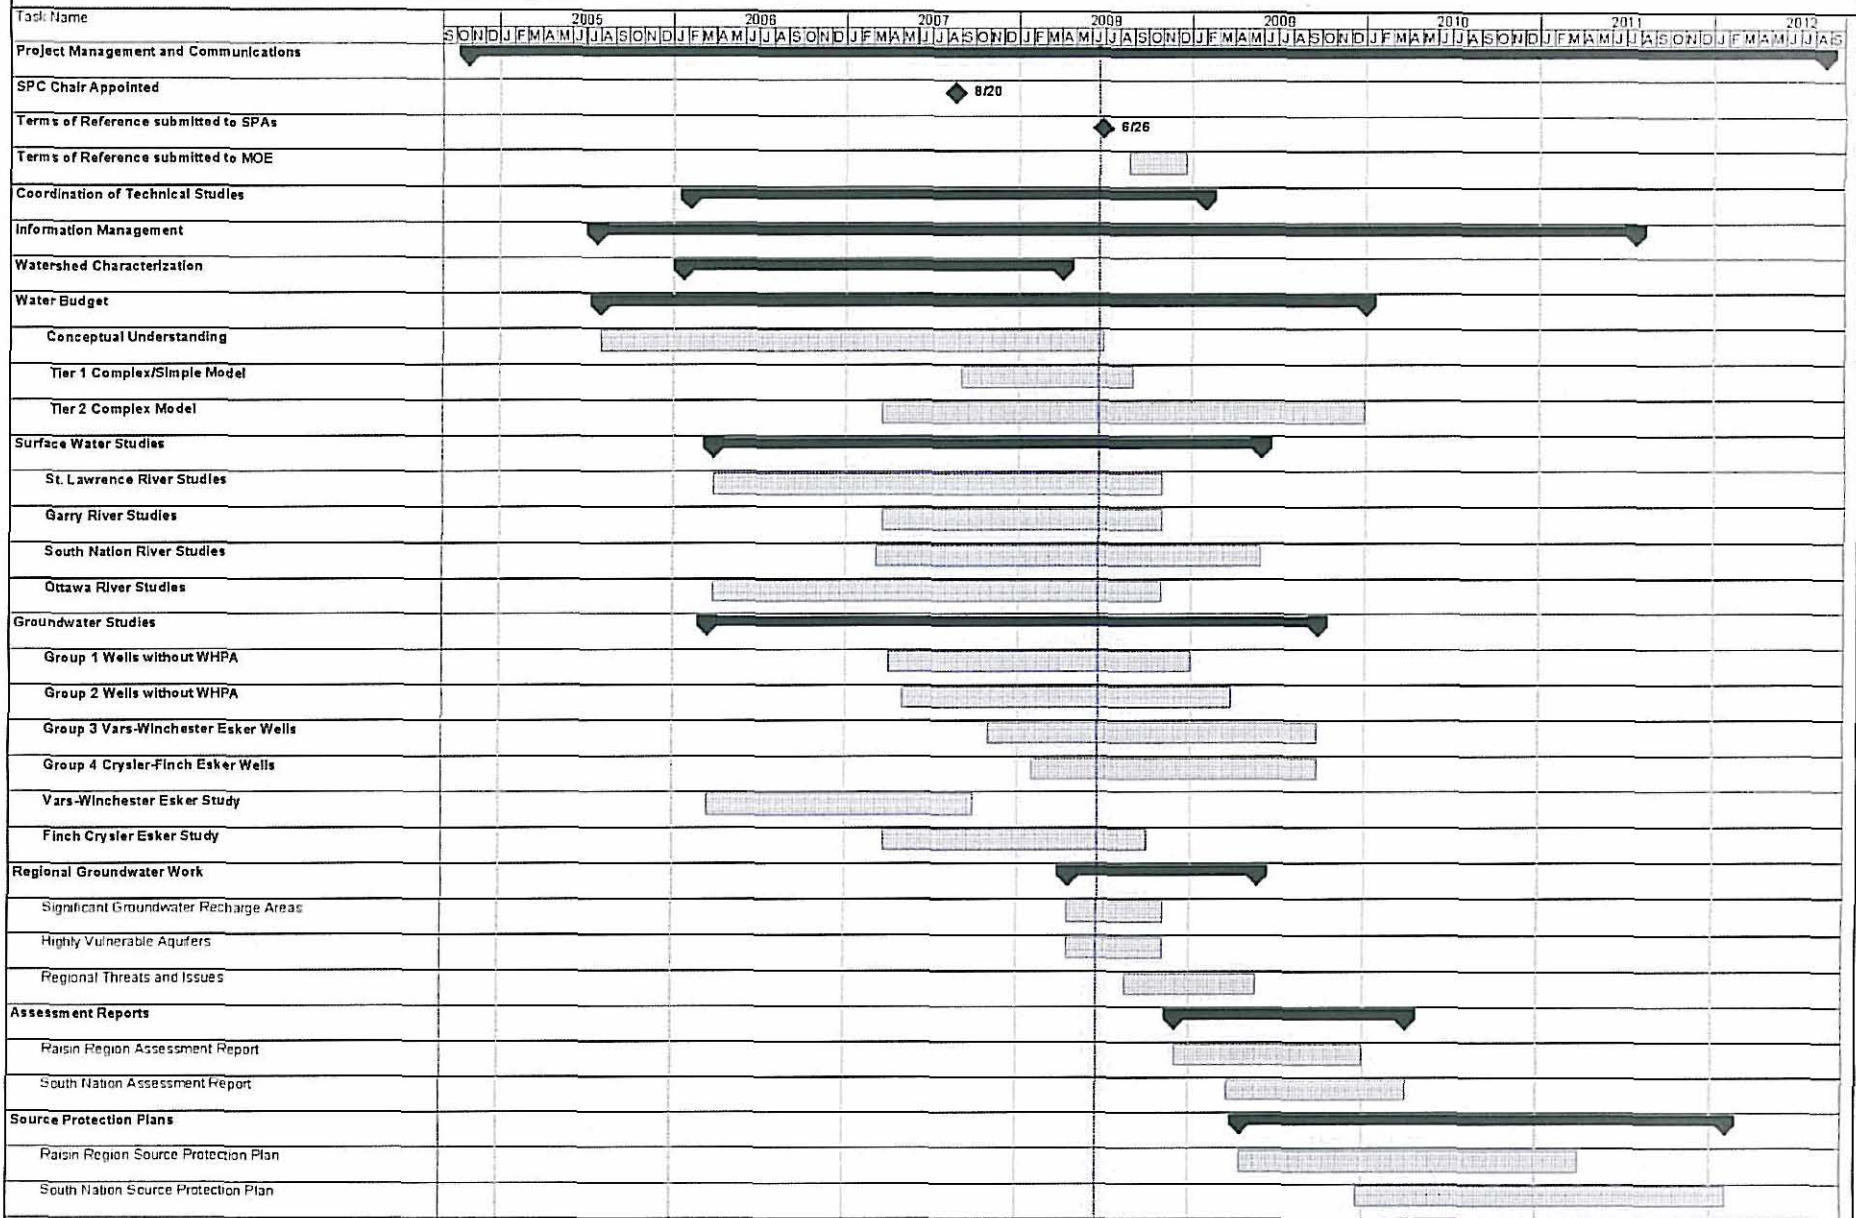 Task Name
2005 2006 2007 2008 2009 2010 2011 2012
S O N D J F M A M J J A S O N D J F M A M J J A S O N D J F M A M J J A S O N D J F M A M J J A S O N D J F M A M J J A S O N D J F M A M J J A S O N D J F M A M J J A S O N D J F M A M J J A S
Project Management and Communications
SPC Chair Appointed 8/20
Terms of Reference submitted to SPAs 6/26
Terms of Reference submitted to MOE
Coordination of Technical Studies
Information Management
Watershed Characterization
Water Budget
Conceptual Understanding
Tier 1 Complex/Simple Model
Tier 2 Complex Model
Surface Water Studies
St. Lawrence River Studies
Garry River Studies
South Nation River Studies
Ottawa River Studies
Groundwater Studies
Group 1 Wells without WHPA
Group 2 Wells without WHPA
Group 3 Vars-Winchester Esker Wells
Group 4 Crysler-Finch Esker Wells
Vars-Winchester Esker Study
Finch Crysler Esker Study
Regional Groundwater Work
Significant Groundwater Recharge Areas
Highly Vulnerable Aquifers
Regional Threats and Issues
Assessment Reports
Raisin Region Assessment Report
South Nation Assessment Report
Source Protection Plans
Raisin Region Source Protection Plan
South Nation Source Protection Plan